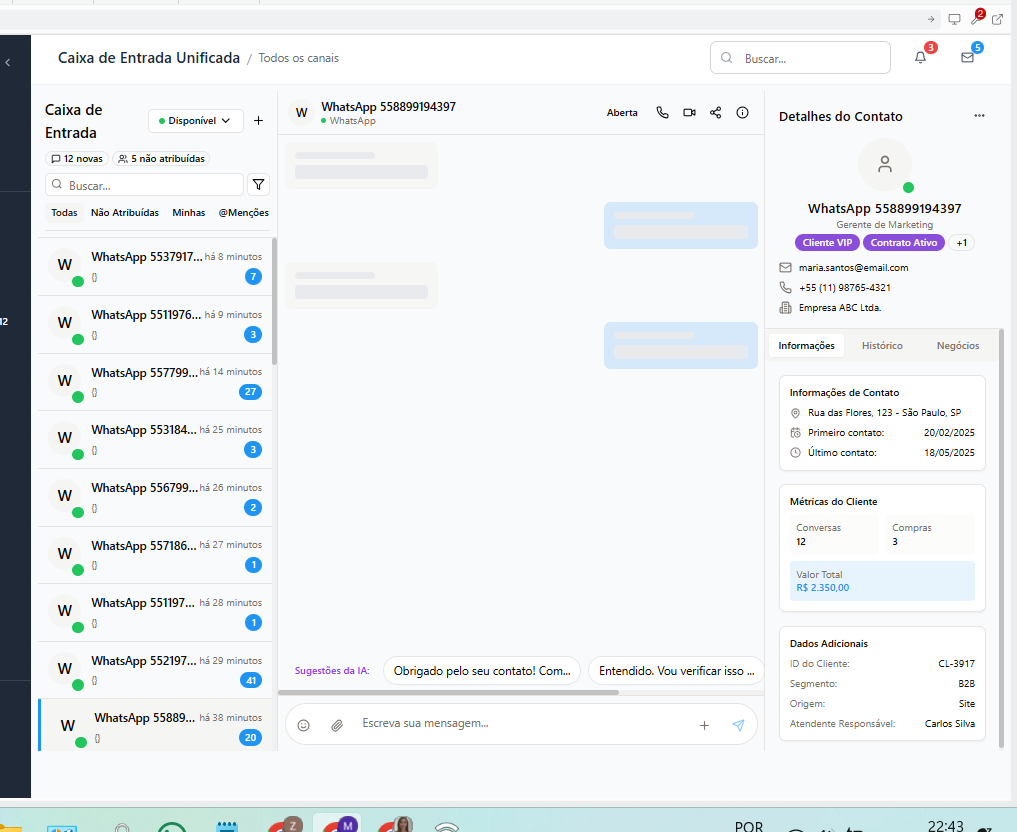 2
Caixa de Entrada Unificada / Todos os canais
Buscar...
3
5
12
Caixa de
Entrada
Disponível
12 novas
5 não atribuídas
Buscar...
Todas
Não Atribuídas
Minhas
@Menções
W
WhatsApp 5537917...
há 8 minutos
{}
7
W
WhatsApp 5511976...
há 9 minutos
{}
3
W
WhatsApp 557799...
há 14 minutos
{}
27
W
WhatsApp 553184...
há 25 minutos
{}
3
W
WhatsApp 556799...
há 26 minutos
{}
2
W
WhatsApp 557186...
há 27 minutos
{}
1
W
WhatsApp 551197...
há 28 minutos
{}
1
W
WhatsApp 552197...
há 29 minutos
{}
41
W
WhatsApp 55889...
há 38 minutos
{}
20
W
WhatsApp 558899194397
WhatsApp
Aberta
Sugestões da IA:
Obrigado pelo seu contato! Com...
Entendido. Vou verificar isso ...
Escreva sua mensagem...
Detalhes do Contato
WhatsApp 558899194397
Gerente de Marketing
Cliente VIP
Contrato Ativo
+1
maria.santos@email.com
+55 (11) 98765-4321
Empresa ABC Ltda.
Informações
Histórico
Negócios
Informações de Contato
Rua das Flores, 123 - São Paulo, SP
Primeiro contato: 20/02/2025
Último contato: 18/05/2025
Métricas do Cliente
Conversas
12
Compras
3
Valor Total
R$ 2.350,00
Dados Adicionais
ID do Cliente: CL-3917
Segmento: B2B
Origem: Site
Atendente Responsável: Carlos Silva
Z
M
POR
22:43